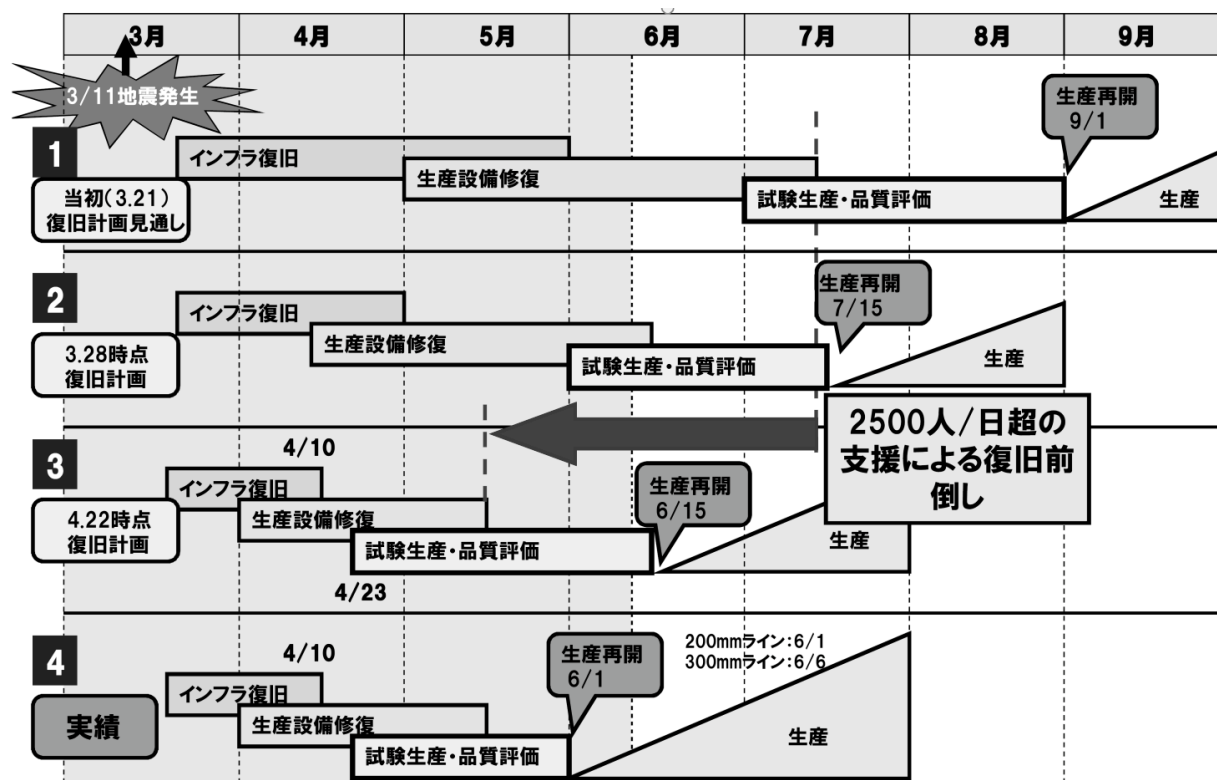 3月 4月 5月 6月 7月 8月 9月
3/11地震発生
1
当初(3.21)
復旧計画見通し
インフラ復旧
生産設備修復
試験生産・品質評価
生産再開
9/1
生産
2
3.28時点
復旧計画
インフラ復旧
生産設備修復
試験生産・品質評価
生産再開
7/15
生産
2500人/日超の
支援による復旧前
倒し
3
4.22時点
復旧計画
4/10
インフラ復旧
生産設備修復
試験生産・品質評価
4/23
生産再開
6/15
生産
4
実績
4/10
インフラ復旧
生産設備修復
試験生産・品質評価
生産再開
6/1
200mmライン:6/1
300mmライン:6/6
生産